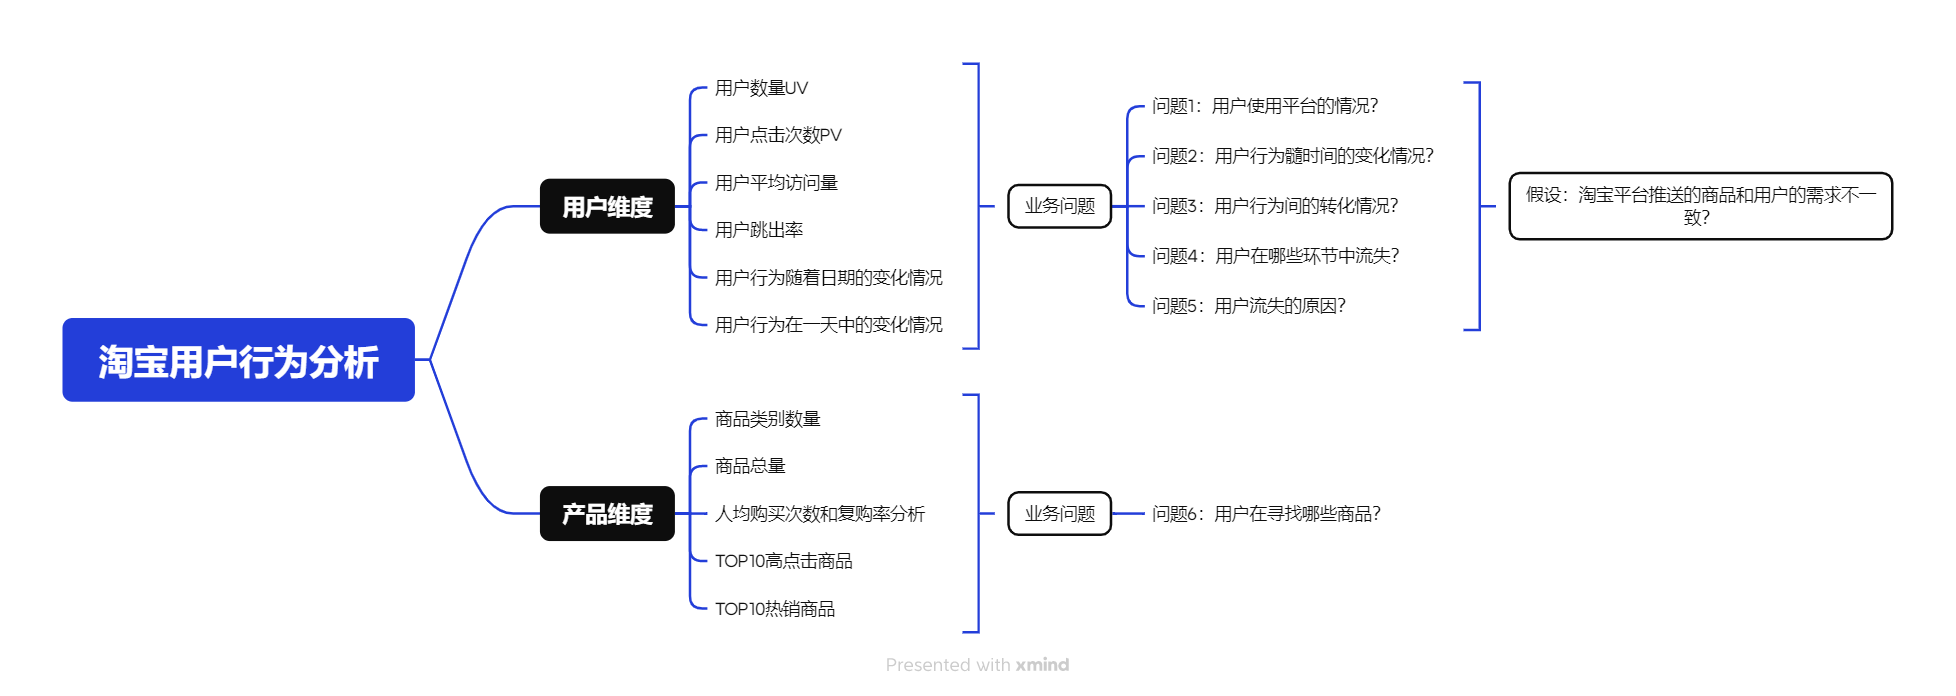 淘宝用户行为分析
用户维度
用户数量UV
用户点击次数PV
用户平均访问量
用户跳出率
用户行为随着日期的变化情况
用户行为在一天中的变化情况
业务问题
问题1：用户使用平台的情况？
问题2：用户行为髓时间的变化情况？
问题3：用户行为间的转化情况？
问题4：用户在哪些环节中流失？
问题5：用户流失的原因？
假设：淘宝平台推送的商品和用户的需求不一
致？
产品维度
商品类别数量
商品总量
人均购买次数和复购率分析
TOP10高点击商品
TOP10热销商品
业务问题
问题6：用户在寻找哪些商品？
Presented with xmind